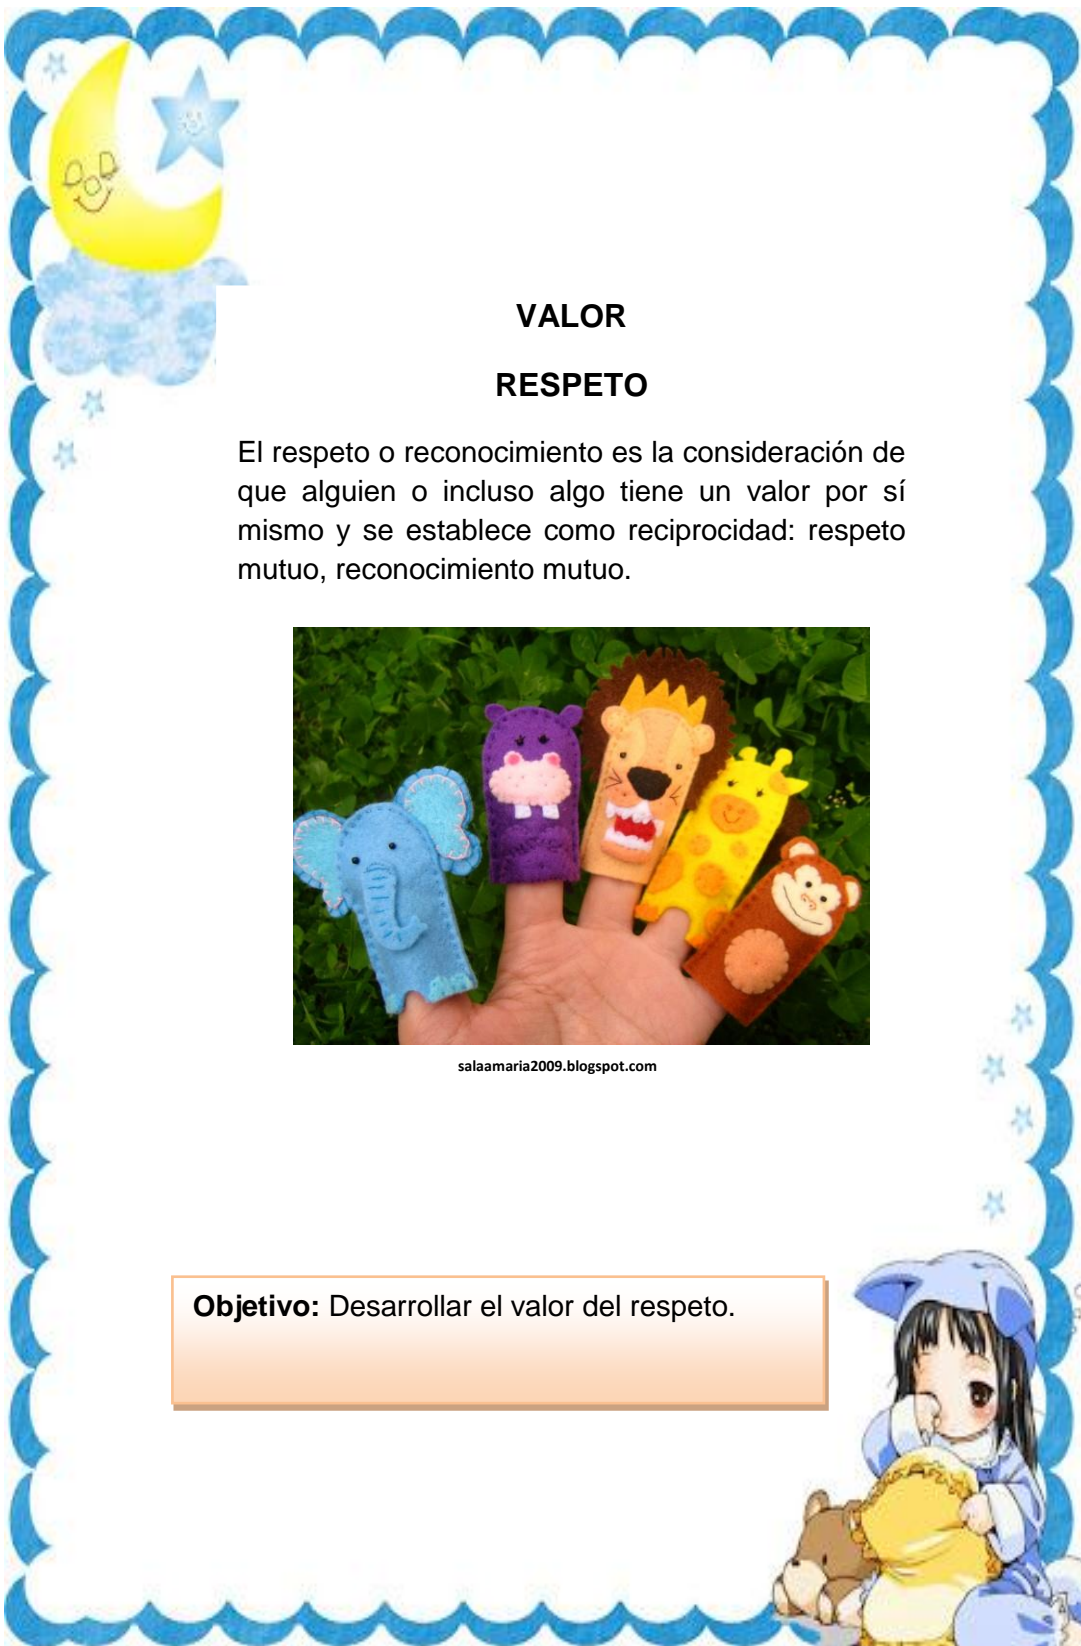 VALOR
RESPETO
El respeto o reconocimiento es la consideración de
que alguien o incluso algo tiene un valor por sí
mismo y se establece como reciprocidad: respeto
mutuo, reconocimiento mutuo.
salaamaria2009.blogspot.com
Objetivo: Desarrollar el valor del respeto.